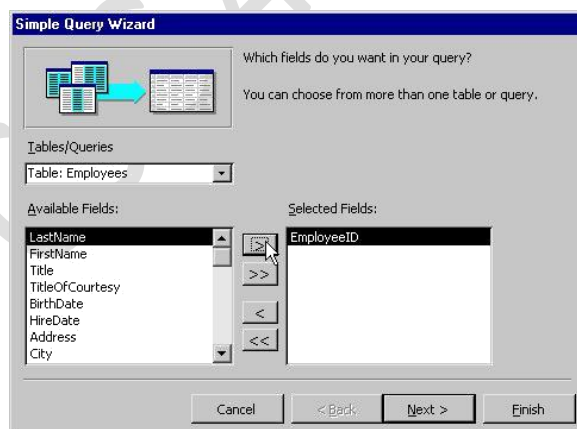 Simple Query Wizard
Which fields do you want in your query?
You can choose from more than one table or query.
Tables/Queries
Table: Employees
Available Fields:
Selected Fields:
LastName
FirstName
Title
TitleOfCourtesy
BirthDate
HireDate
Address
City
>
>>
<
<<
EmployeeID
Cancel
< Back
Next >
Finish